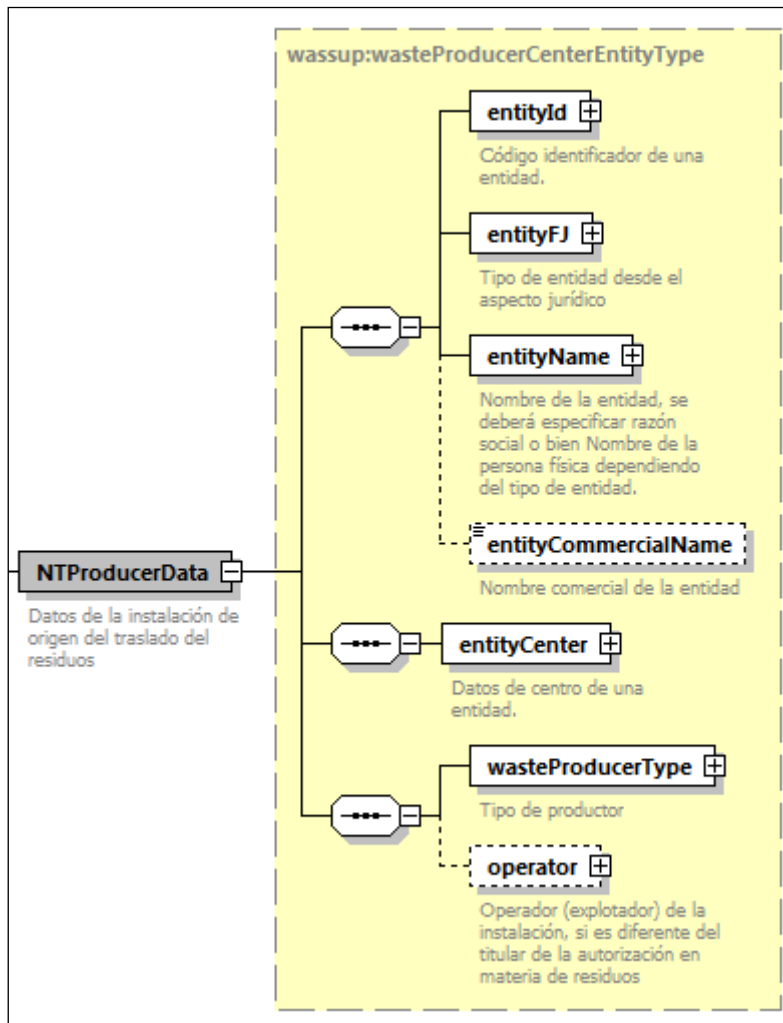 wassup:wasteProducerCenterEntityType
entityId
Código identificador de una
entidad.
entityFJ
Tipo de entidad desde el
aspecto jurídico
entityName
Nombre de la entidad, se
deberá especificar razón
social o bien Nombre de la
persona física dependiendo
del tipo de entidad.
entityCommercialName
Nombre comercial de la entidad
NTProducerData
Datos de la instalación de
origen del traslado del
residuos
entityCenter
Datos de centro de una
entidad.
wasteProducerType
Tipo de productor
operator
Operador (explotador) de la
instalación, si es diferente del
titular de la autorización en
materia de residuos